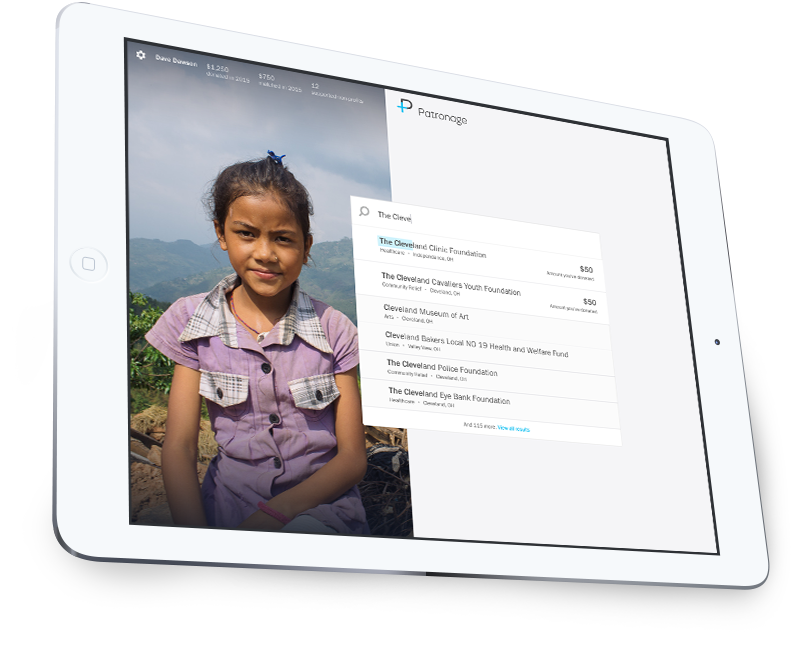 Dave Dawson
$1,250
donated in 2015
$750
matched in 2015
12
supported non profits
Patronage
The Cleve
The Cleveland Clinic Foundation
Healthcare • Independence, OH
$50
Amount you've donated
The Cleveland Cavaliers Youth Foundation
Community Relief • Cleveland, OH
$50
Amount you've donated
Cleveland Museum of Art
Arts • Cleveland, OH
Cleveland Bakers Local NO 19 Health and Welfare Fund
Union • Valley View, OH
The Cleveland Police Foundation
Community Relief • Cleveland, OH
The Cleveland Eye Bank Foundation
Healthcare • Cleveland, OH
And 115 more. View all results